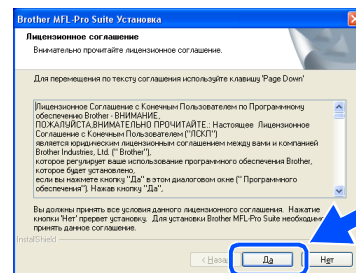 Brother MFL-Pro Suite Установка
Лицензионное соглашение
Внимательно прочитайте лицензионное соглашение.
Для перемещения по тексту соглашения используйте клавишу 'Page Down'
Лицензионное Соглашение с Конечным Пользователем по Программному
обеспечению Brother - ВНИМАНИЕ,
ПОЖАЛУЙСТА,ВНИМАТЕЛЬНО ПРОЧИТАЙТЕ.: Настоящее Лицензионное
Соглашение с Конечным Пользователем ("ЛСКП")
является юридическим лицензионным соглашением между вами и компанией
Brother Industries, Ltd. (" Brother"),
которое регулирует ваше использование программного обеспечения Brother,
которое будет установлено,
если вы нажмете кнопку "Да" в этом диалоговом окне (" Программного
обеспечения"). Нажав кнопку "Да",
Вы должны принять все условия данного лицензионного соглашения. Нажатие
кнопки 'Нет' прервет установку. Для установки Brother MFL-Pro Suite необходимо
принять данное соглашение.
InstallShield
< Назад Да Нет